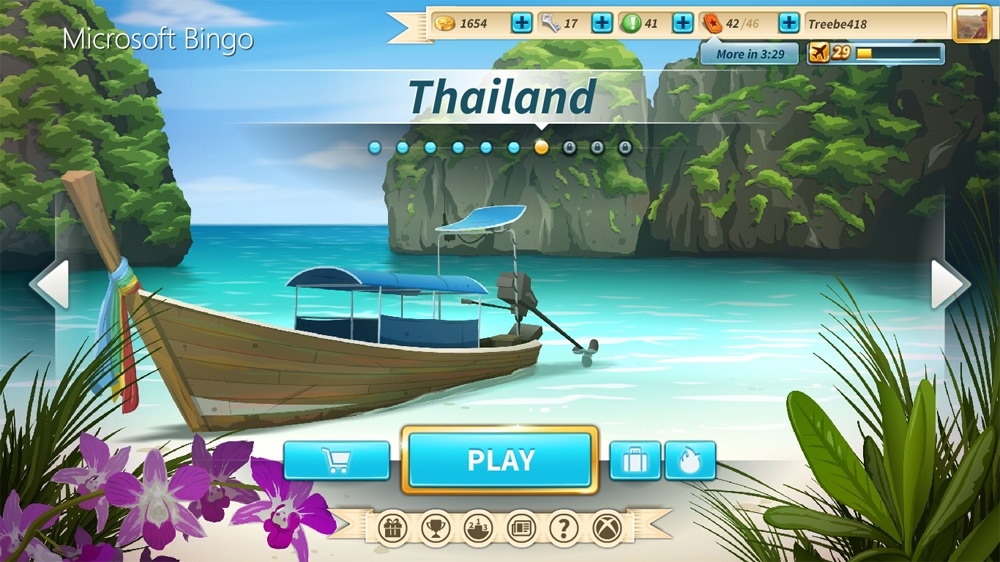 Microsoft Bingo
1654
17
41
42/46
Treebe418
More in 3:29
29
Thailand
PLAY